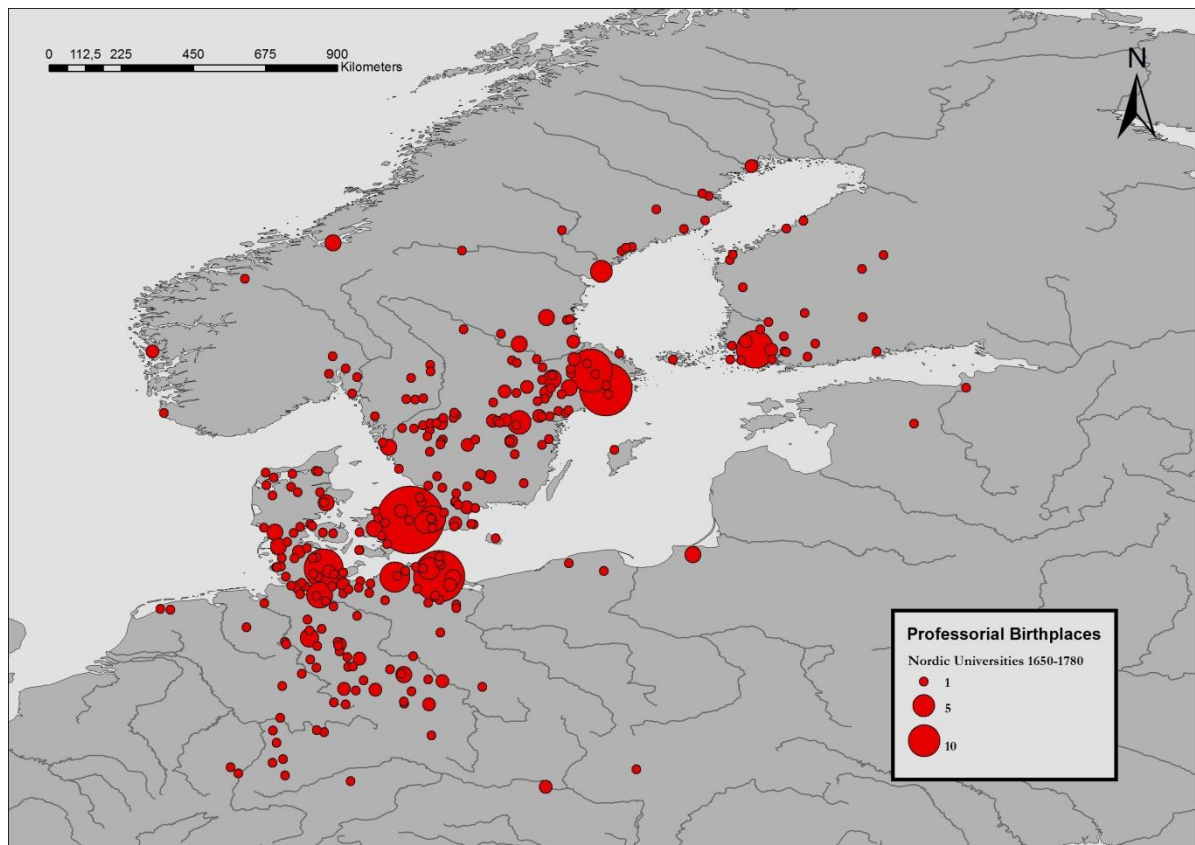 0 112,5 225 450 675 900
Kilometers
N
Professorial Birthplaces
Nordic Universities 1650-1780
1
5
10